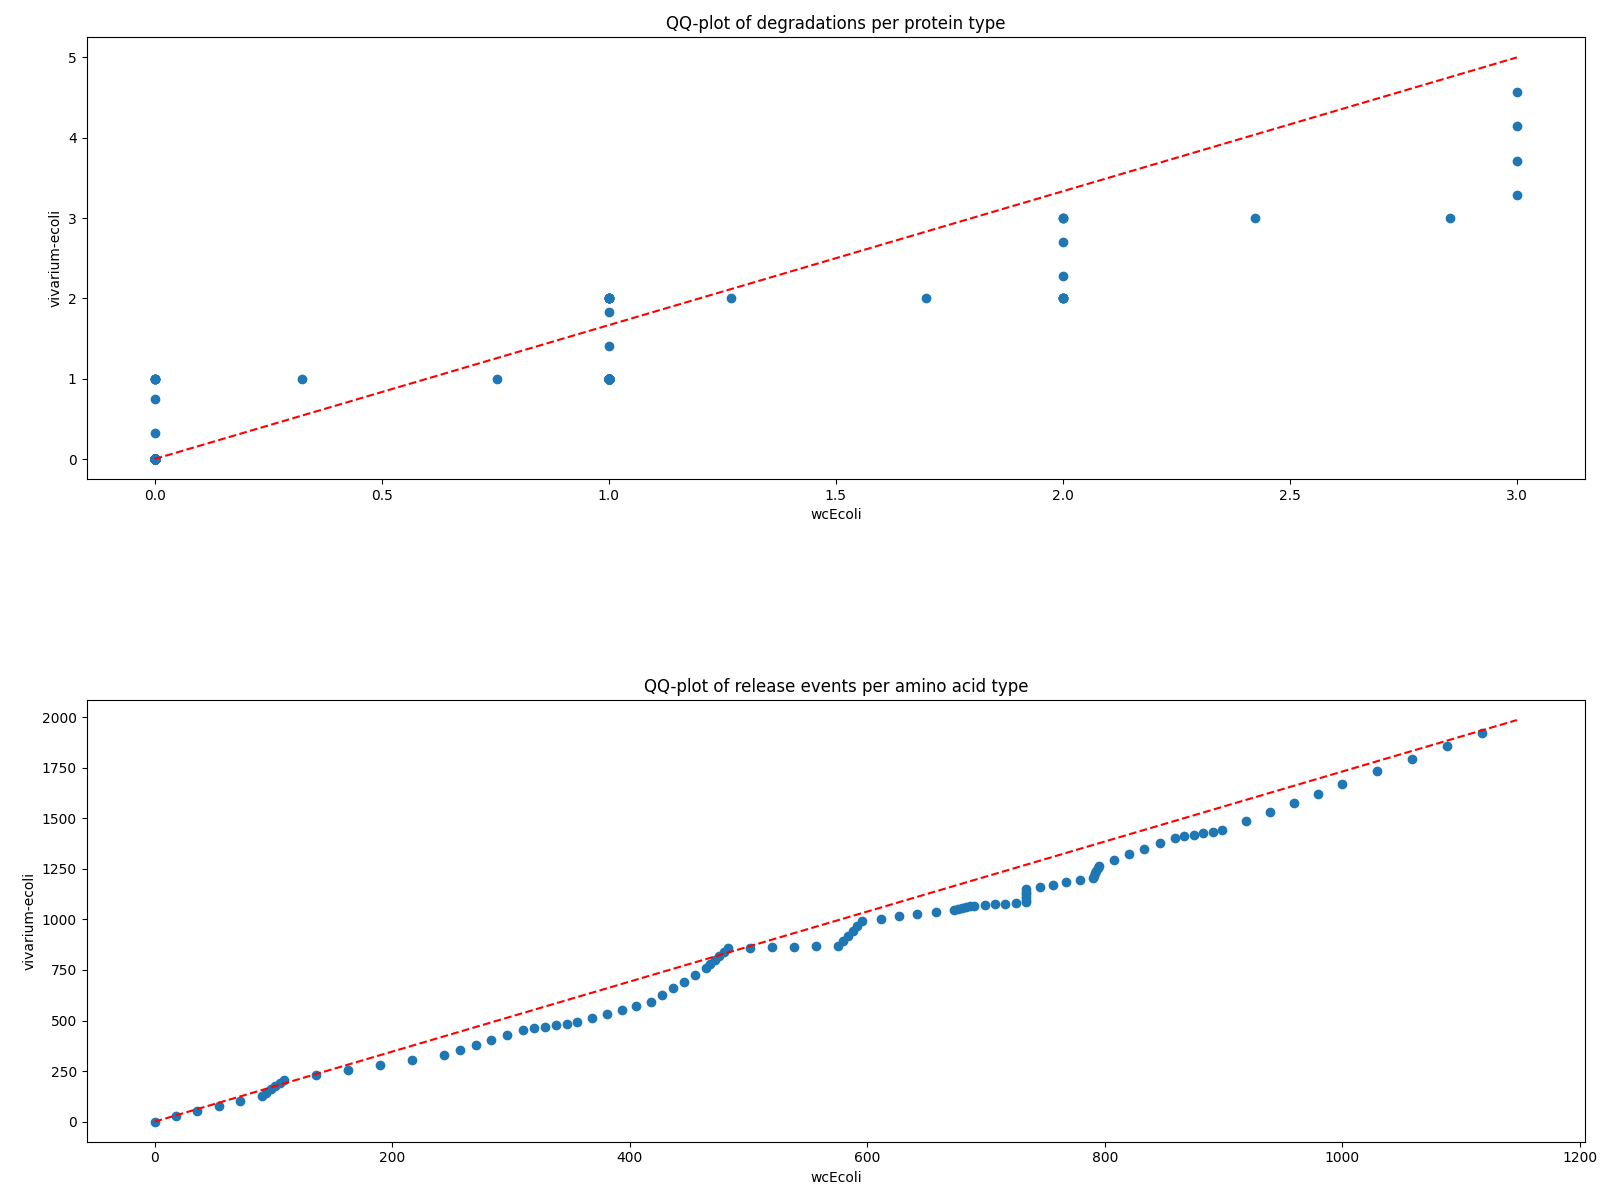 QQ-plot of degradations per protein type
5
4
3
2
1
0
vivarium-ecoli
0.0 0.5 1.0 1.5 2.0 2.5 3.0
wcEcoli
QQ-plot of release events per amino acid type
2000
1750
1500
1250
1000
750
500
250
0
vivarium-ecoli
0 200 400 600 800 1000 1200
wcEcoli